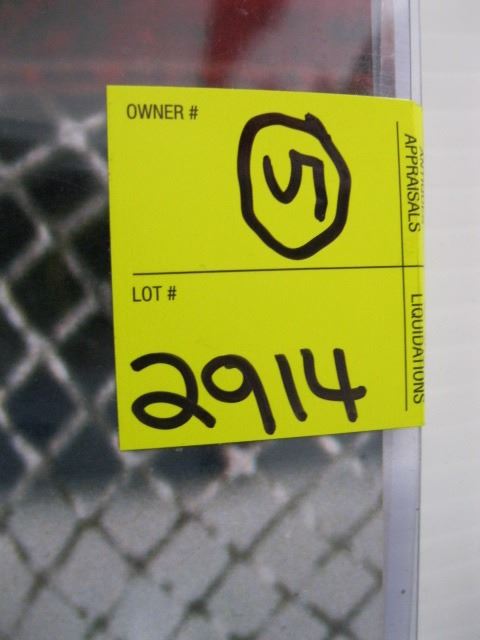 OWNER #
5
LOT #
2914
APPRAISALS
LIQUIDATIONS